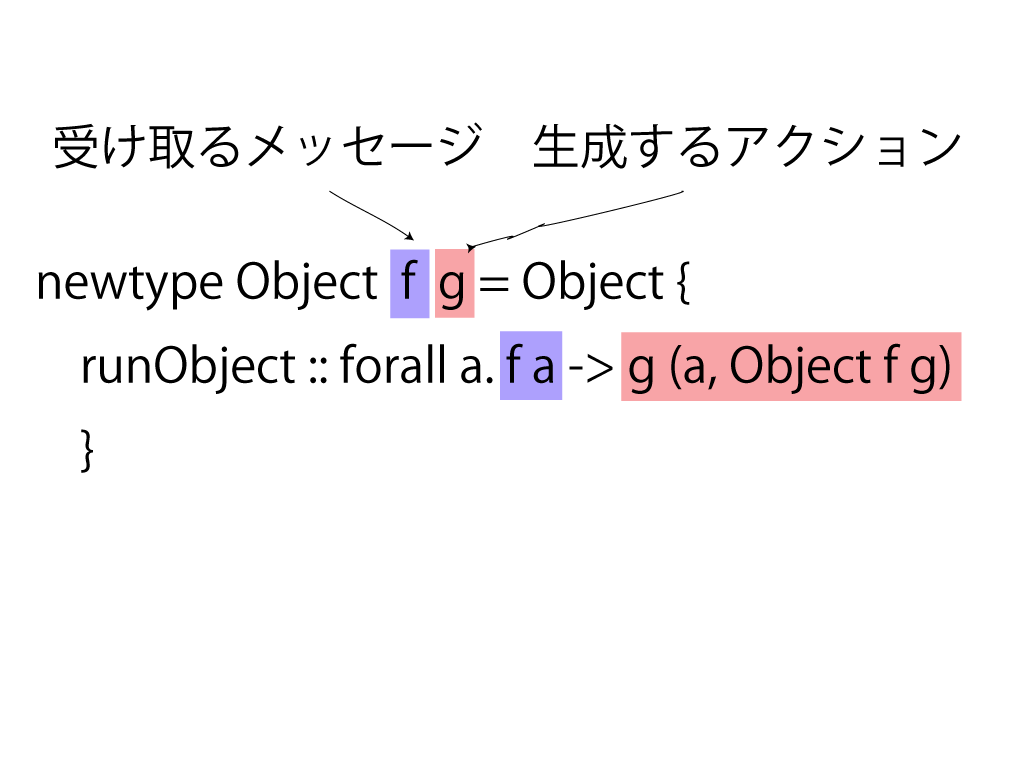 受け取るメッセージ 生成するアクション
newtype Object f g = Object {
runObject :: forall a. f a -> g (a, Object f g)
}